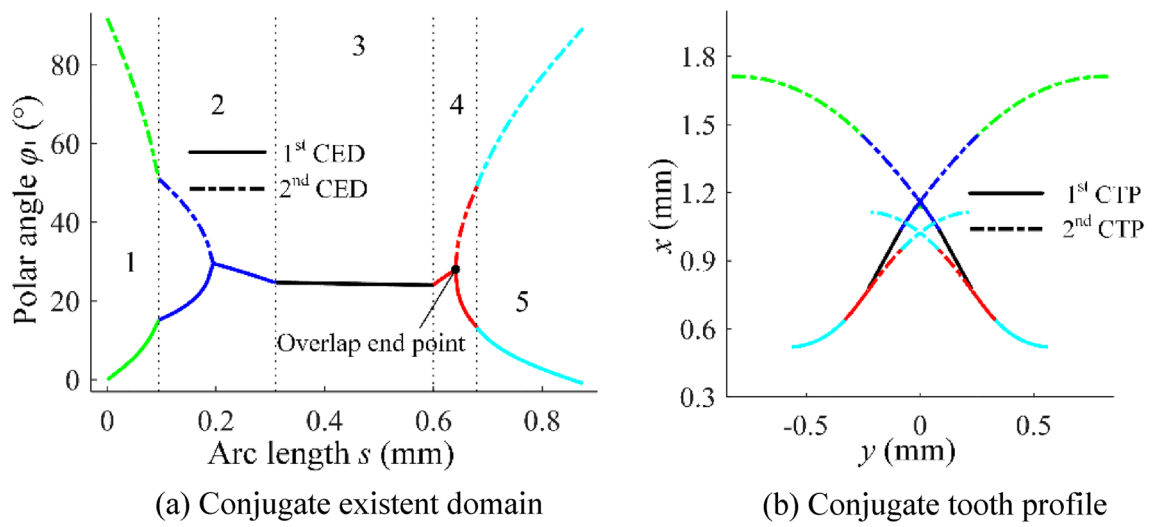 Polar angle φ1 (°)
80
60
40
20
0
1
2
3
4
5
1st CED
2nd CED
Overlap end point
0
0.2
0.4
0.6
0.8
Arc length s (mm)
(a) Conjugate existent domain
x (mm)
1.8
1.5
1.2
0.9
0.6
0.3
1st CTP
2nd CTP
-0.5
0
0.5
y (mm)
(b) Conjugate tooth profile